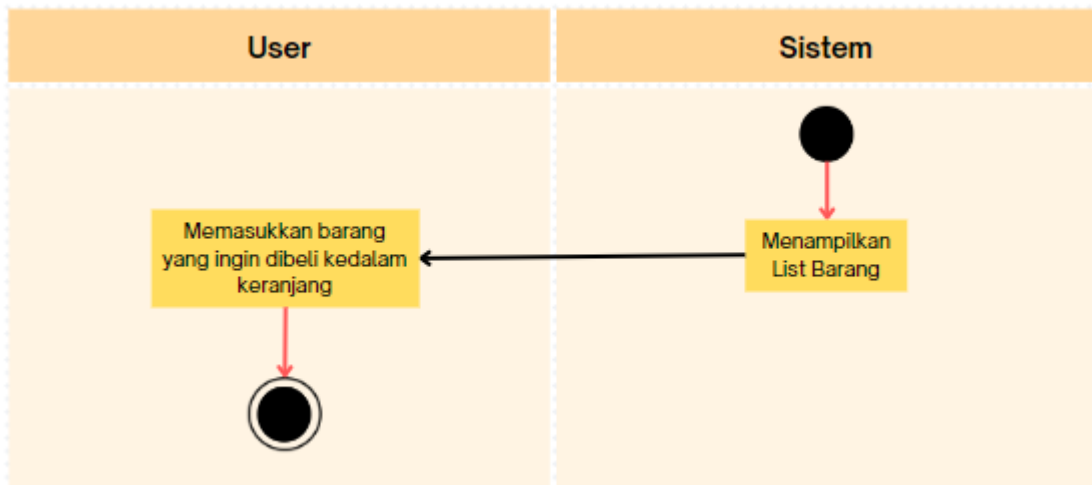 User
Sistem
Memasukkan barang
yang ingin dibeli kedalam
keranjang
Menampilkan
List Barang